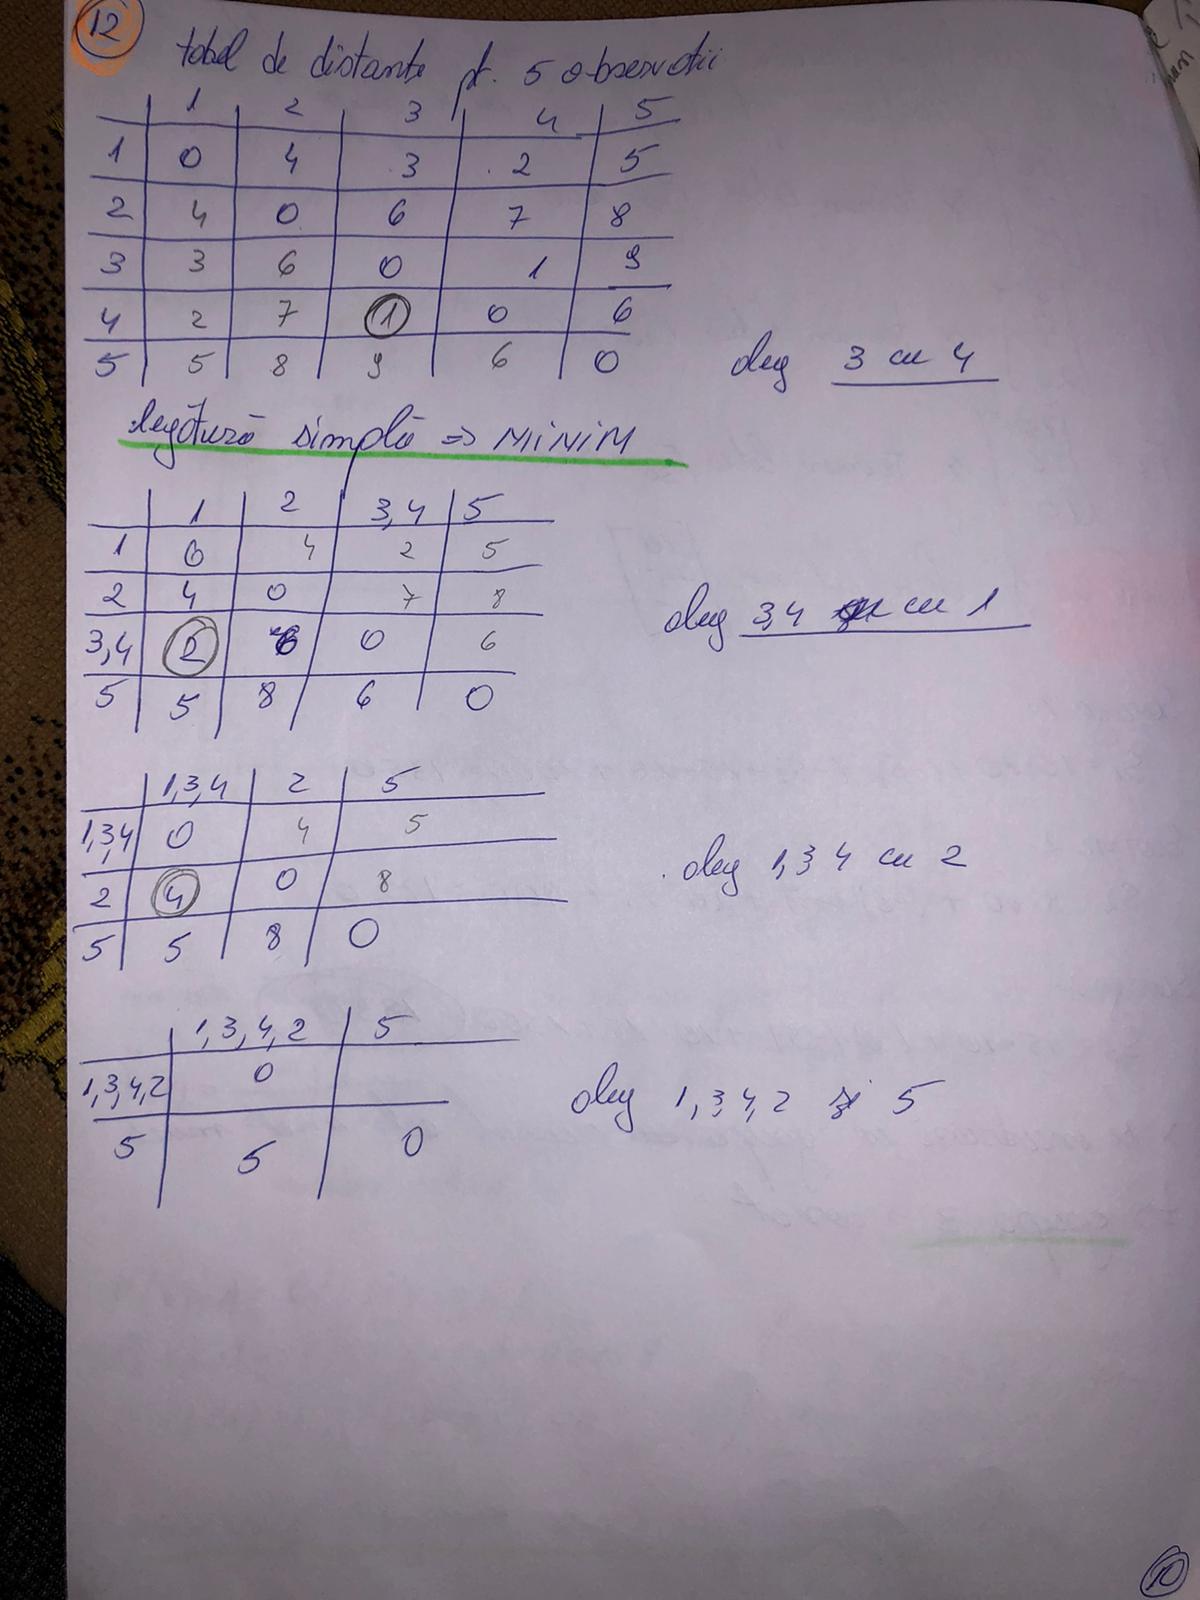 12
tabel de distante pt. 5 observatii
1 2 3 4 5
1 0 4 3 2 5
2 4 0 6 7 8
3 3 6 0 1 9
4 2 7 1 0 6
5 5 8 9 6 0
aleg 3 cu 4
legătură simplă => MINIM
1 2 3,4 5
1 0 4 2 5
2 4 0 7 8
3,4 2 6 0 6
5 5 8 6 0
aleg 3,4 cu 1
1,3,4 2 5
1,3,4 0 4 5
2 4 0 8
5 5 8 0
aleg 1,3 4 cu 2
1,3,4,2 5
1,3,4,2 0
5 5 0
aleg 1,3,4,2 și 5
10